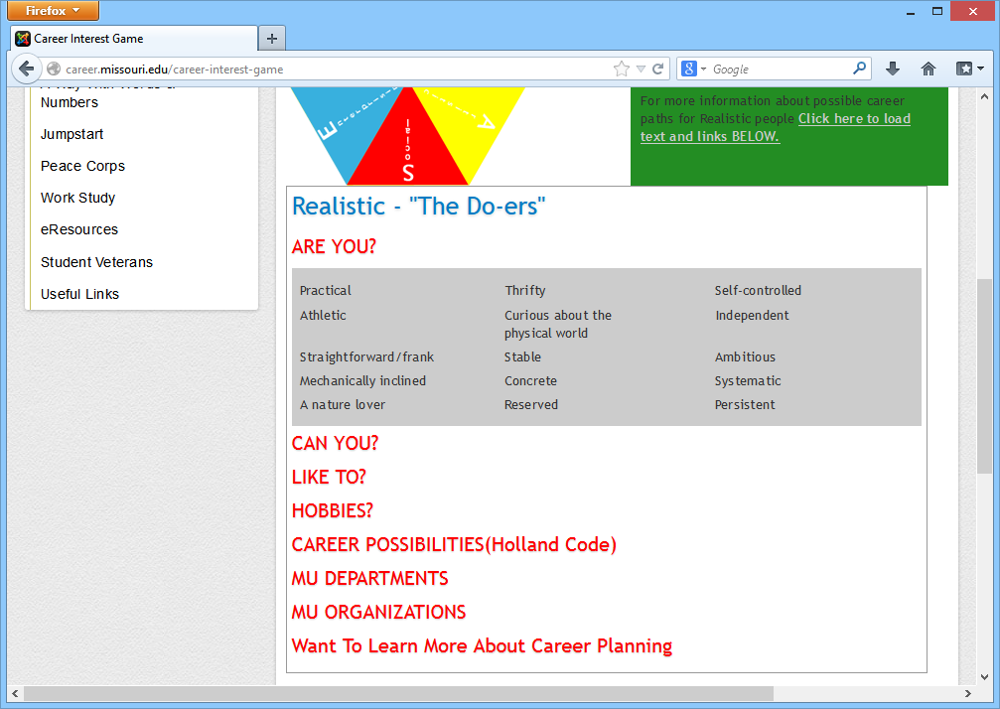 Firefox
Career Interest Game
career.missouri.edu/career-interest-game
Google
A Way With Words &
Numbers
Jumpstart
Peace Corps
Work Study
eResources
Student Veterans
Useful Links
E
A
Social
S
For more information about possible career
paths for Realistic people Click here to load
text and links BELOW.
Realistic - "The Do-ers"
ARE YOU?
Practical Thrifty Self-controlled
Athletic Curious about the Independent
physical world
Straightforward/frank Stable Ambitious
Mechanically inclined Concrete Systematic
A nature lover Reserved Persistent
CAN YOU?
LIKE TO?
HOBBIES?
CAREER POSSIBILITIES(Holland Code)
MU DEPARTMENTS
MU ORGANIZATIONS
Want To Learn More About Career Planning